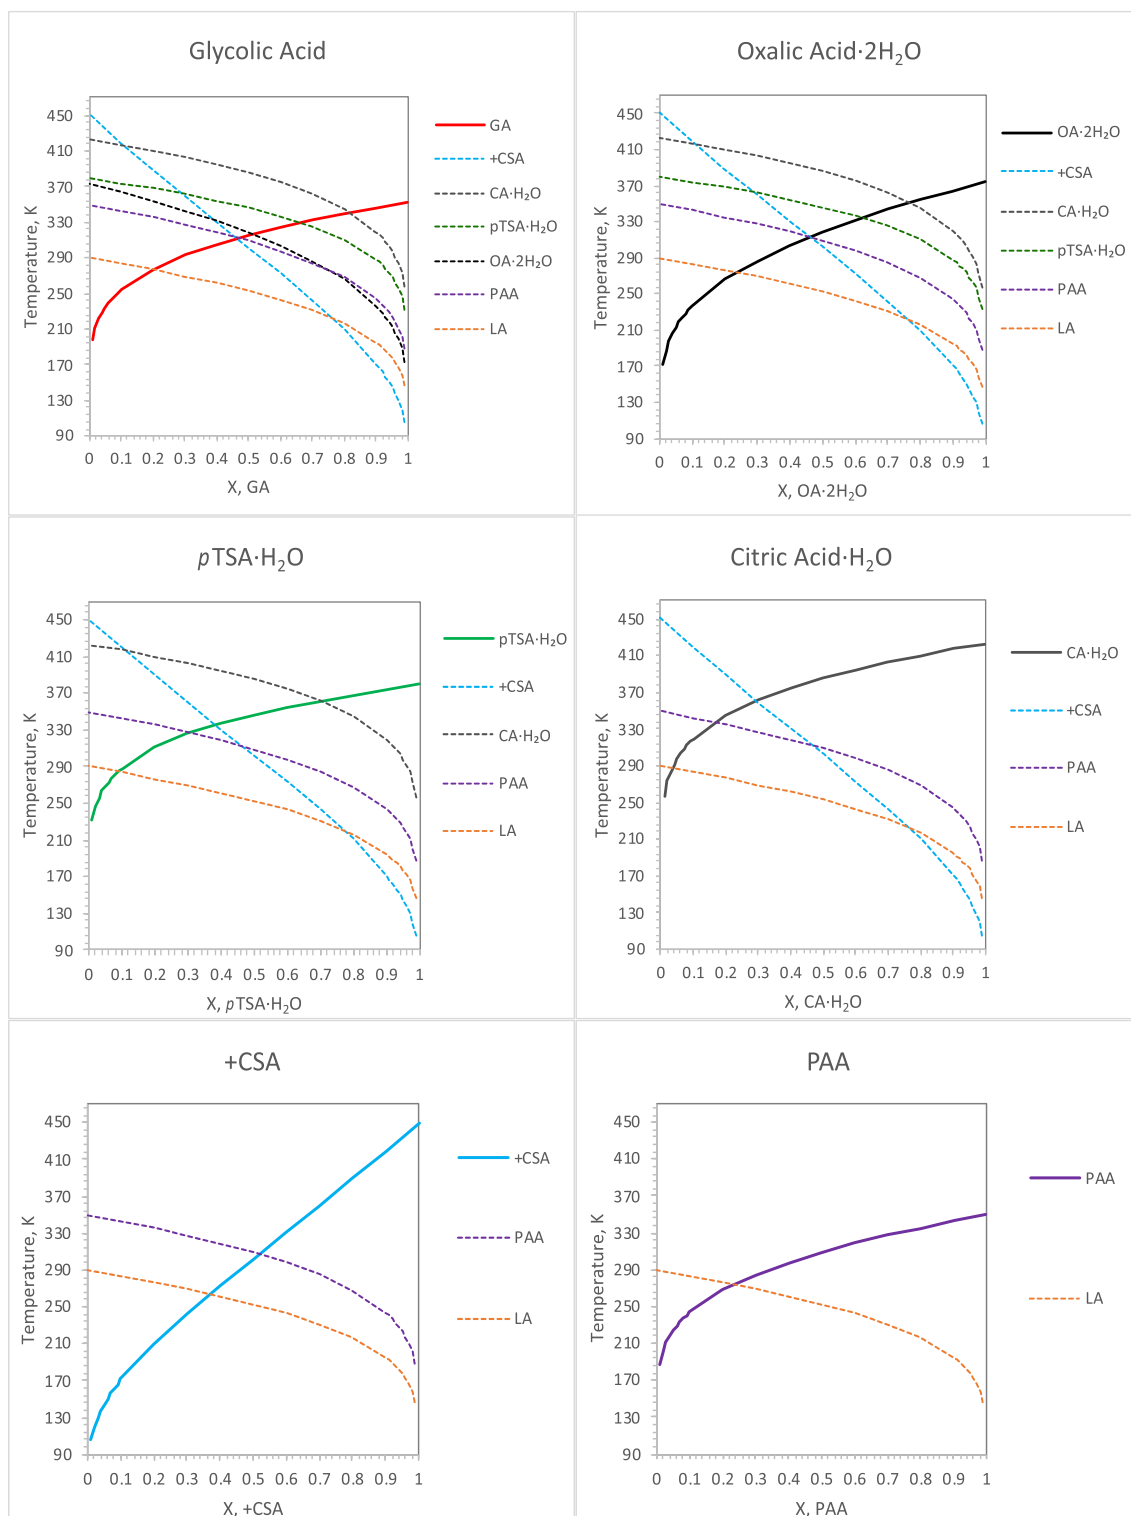 Glycolic Acid
450
410
370
330
290
250
210
170
130
90
Temperature, K
0 0.1 0.2 0.3 0.4 0.5 0.6 0.7 0.8 0.9 1
X, GA
GA
+CSA
CA·H₂O
pTSA·H₂O
OA·2H₂O
PAA
LA
Oxalic Acid·2H₂O
450
410
370
330
290
250
210
170
130
90
Temperature, K
0 0.1 0.2 0.3 0.4 0.5 0.6 0.7 0.8 0.9 1
X, OA·2H₂O
OA·2H₂O
+CSA
CA·H₂O
pTSA·H₂O
PAA
LA
pTSA·H₂O
450
410
370
330
290
250
210
170
130
90
Temperature, K
0 0.1 0.2 0.3 0.4 0.5 0.6 0.7 0.8 0.9 1
X, pTSA·H₂O
pTSA·H₂O
+CSA
CA·H₂O
PAA
LA
Citric Acid·H₂O
450
410
370
330
290
250
210
170
130
90
Temperature, K
0 0.1 0.2 0.3 0.4 0.5 0.6 0.7 0.8 0.9 1
X, CA·H₂O
CA·H₂O
+CSA
PAA
LA
+CSA
450
410
370
330
290
250
210
170
130
90
Temperature, K
0 0.1 0.2 0.3 0.4 0.5 0.6 0.7 0.8 0.9 1
X, +CSA
+CSA
PAA
LA
PAA
450
410
370
330
290
250
210
170
130
90
Temperature, K
0 0.1 0.2 0.3 0.4 0.5 0.6 0.7 0.8 0.9 1
X, PAA
PAA
LA